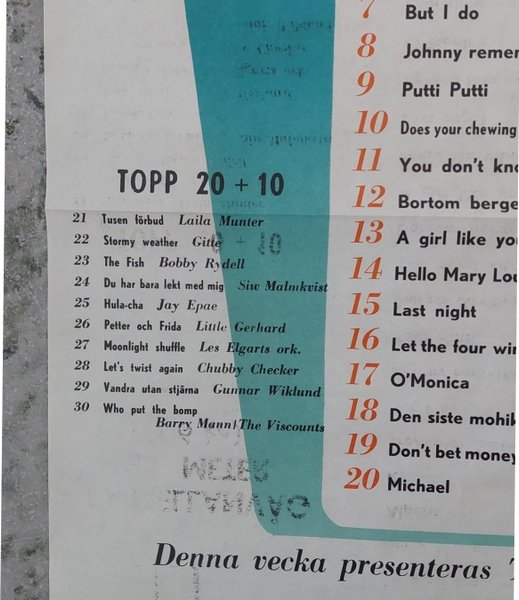 7 But I do
8 Johnny remem
9 Putti Putti
10 Does your chewing
11 You don't kno
12 Bortom berge
13 A girl like yo
14 Hello Mary Lou
15 Last night
16 Let the four win
17 O'Monica
18 Den siste mohik
19 Don't bet money
20 Michael
TOPP 20 + 10
21 Tusen förbud Laila Munter
22 Stormy weather Gitte
23 The Fish Bobby Rydell
24 Du har bara lekt med mig Siw Malmkvist
25 Hula-cha Jay Epae
26 Petter och Frida Little Gerhard
27 Moonlight shuffle Les Elgarts ork.
28 Let's twist again Chubby Checker
29 Vandra utan stjärna Gunnar Wiklund
30 Who put the bomp
Barry Mann/The Viscounts
Denna vecka presenteras